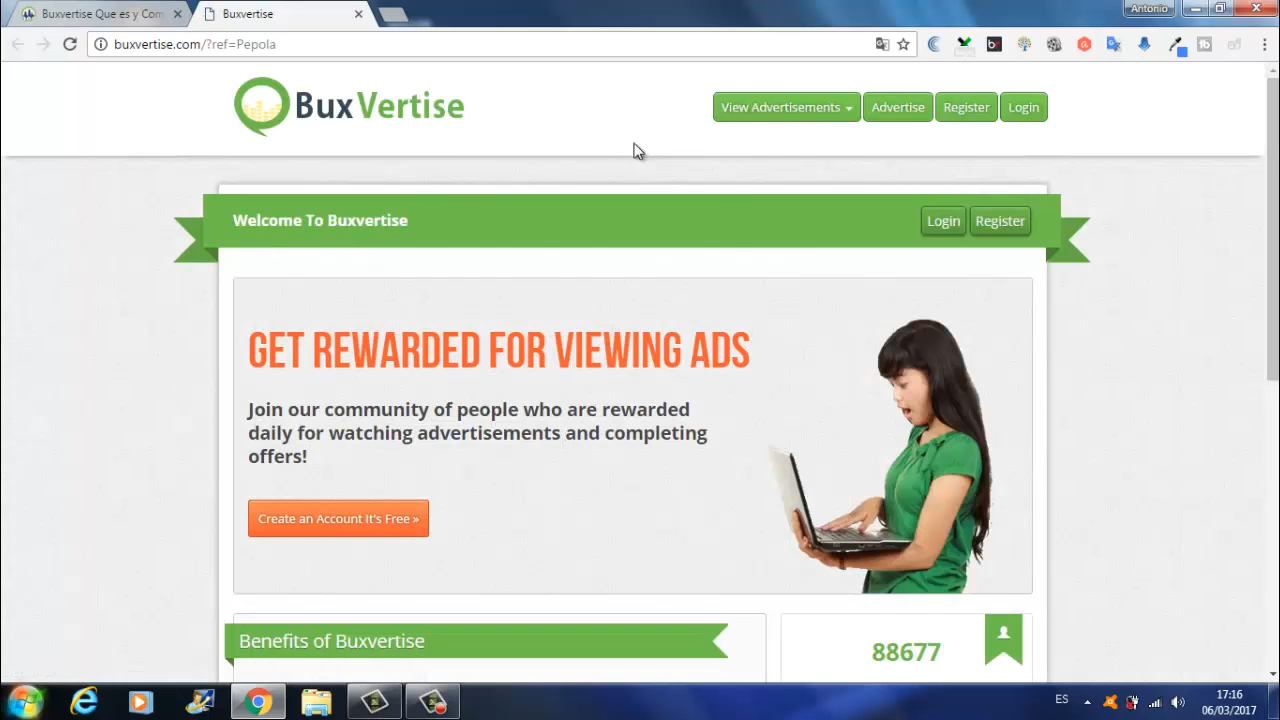 Buxvertise Que es y Com
Buxvertise
Antonio
buxvertise.com/?ref=Pepola
BuxVertise
View Advertisements
Advertise
Register
Login
Welcome To Buxvertise
Login
Register
GET REWARDED FOR VIEWING ADS
Join our community of people who are rewarded
daily for watching advertisements and completing
offers!
Create an Account It's Free »
Benefits of Buxvertise
88677
ES
17:16
06/03/2017